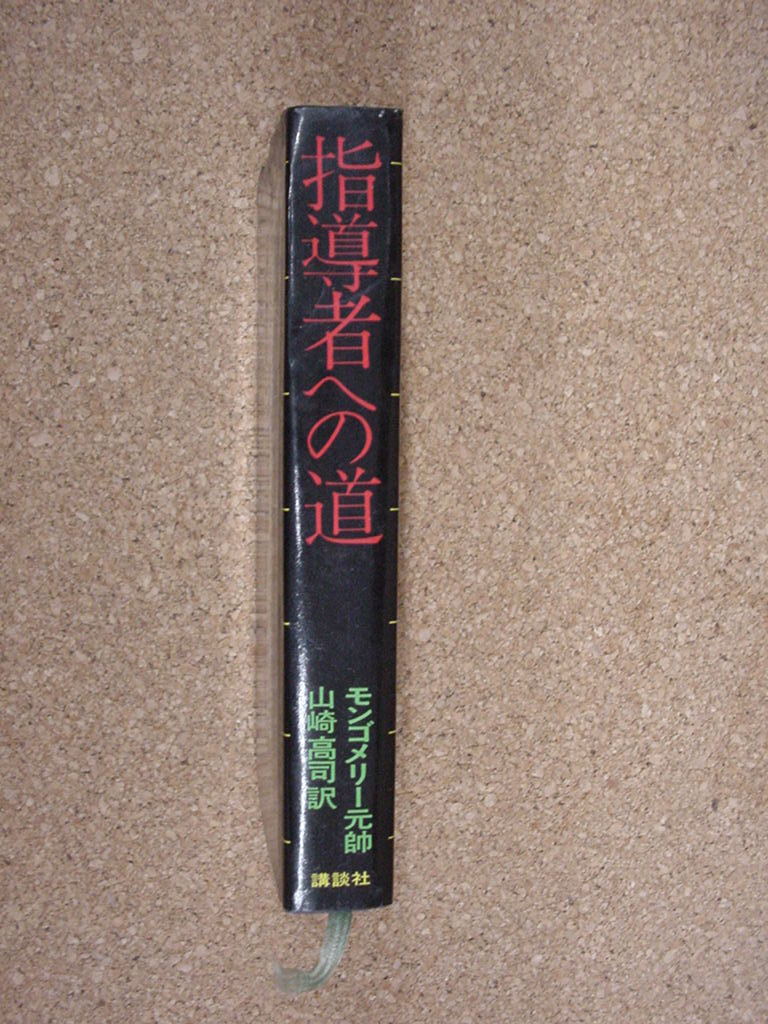 指導者への道
モンゴメリー元帥
山崎高司訳
講談社